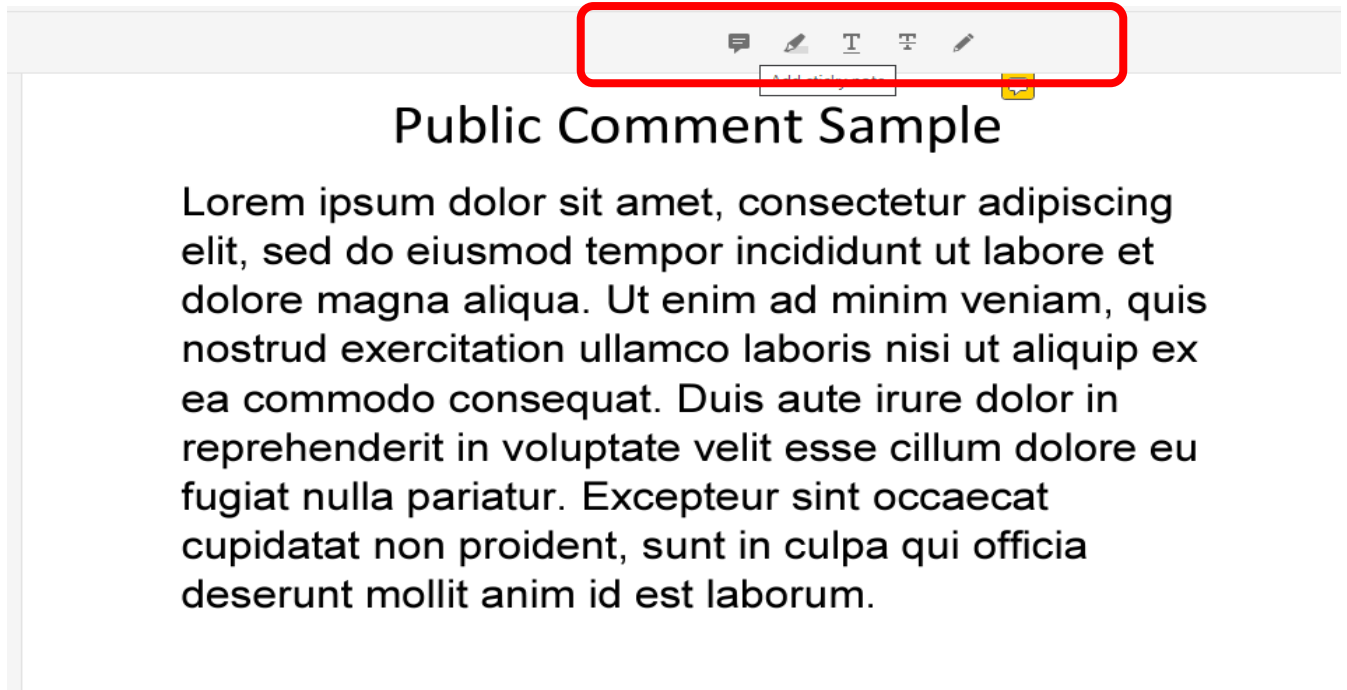 Add sticky note
Public Comment Sample
Lorem ipsum dolor sit amet, consectetur adipiscing
elit, sed do eiusmod tempor incididunt ut labore et
dolore magna aliqua. Ut enim ad minim veniam, quis
nostrud exercitation ullamco laboris nisi ut aliquip ex
ea commodo consequat. Duis aute irure dolor in
reprehenderit in voluptate velit esse cillum dolore eu
fugiat nulla pariatur. Excepteur sint occaecat
cupidatat non proident, sunt in culpa qui officia
deserunt mollit anim id est laborum.